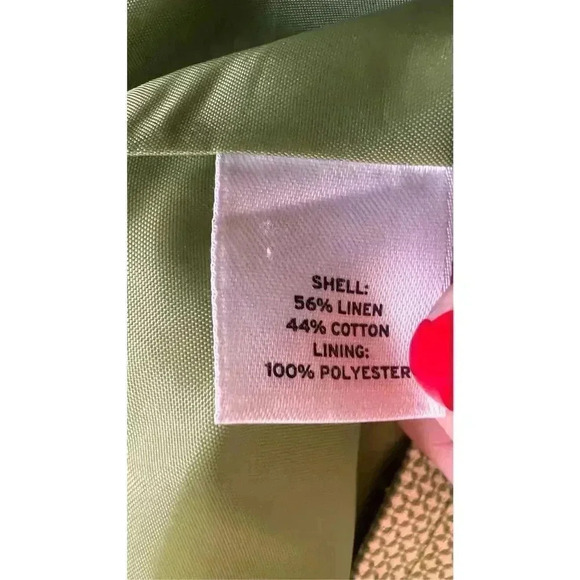 SHELL:
56% LINEN
44% COTTON
LINING:
100% POLYESTER